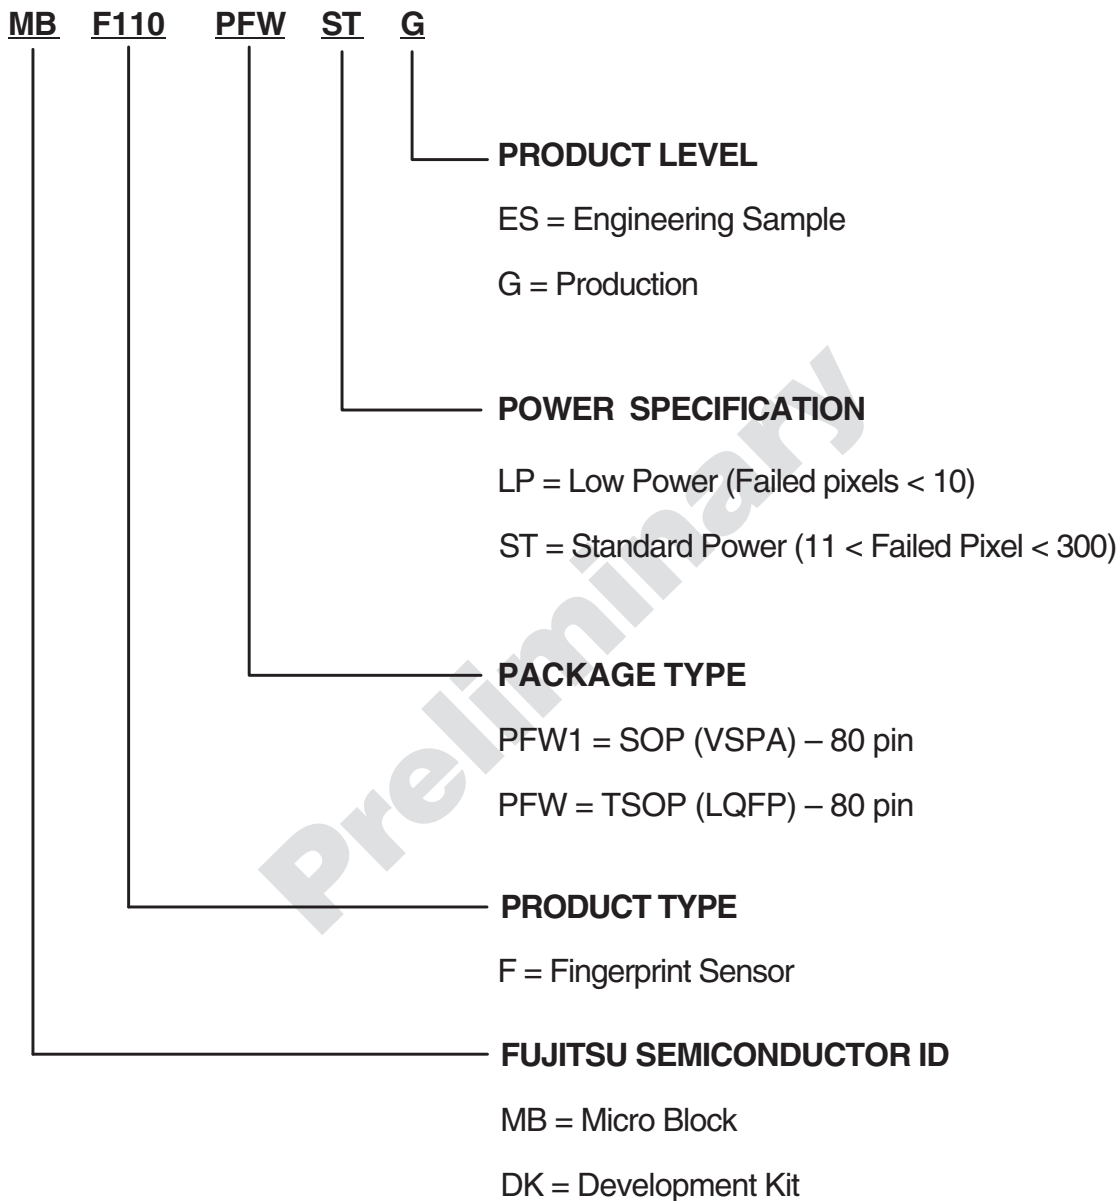 MB F110 PFW ST G
PRODUCT LEVEL
ES = Engineering Sample
G = Production
POWER SPECIFICATION
LP = Low Power (Failed pixels < 10)
ST = Standard Power (11 < Failed Pixel < 300)
PACKAGE TYPE
PFW1 = SOP (VSPA) – 80 pin
PFW = TSOP (LQFP) – 80 pin
PRODUCT TYPE
F = Fingerprint Sensor
FUJITSU SEMICONDUCTOR ID
MB = Micro Block
DK = Development Kit
Preliminary